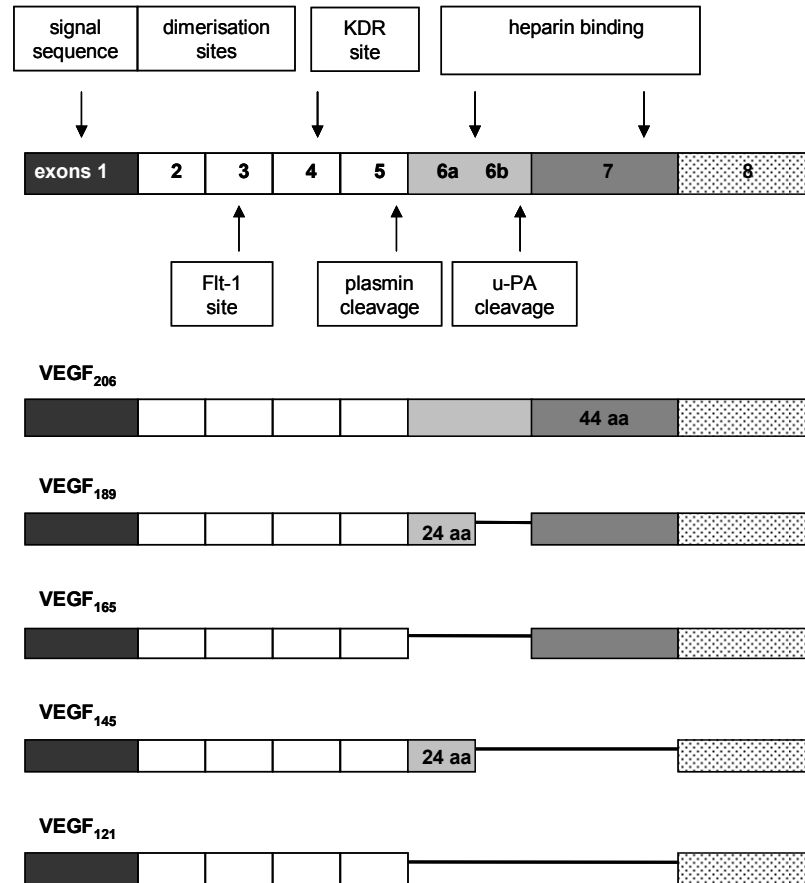 signal
sequence
dimerisation
sites
KDR
site
heparin binding
exons 1 2 3 4 5 6a 6b 7 8
Flt-1
site
plasmin
cleavage
u-PA
cleavage
VEGF206
44 aa
VEGF189
24 aa
VEGF165
VEGF145
24 aa
VEGF121